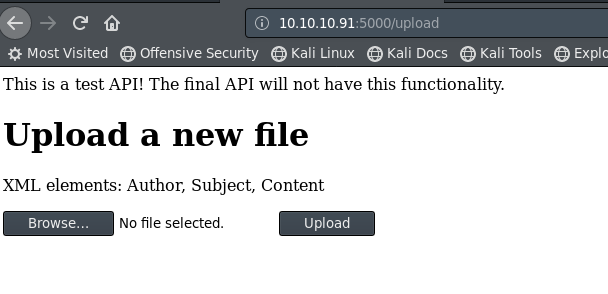 10.10.10.91:5000/upload
Most Visited Offensive Security Kali Linux Kali Docs Kali Tools Explo
This is a test API! The final API will not have this functionality.
Upload a new file
XML elements: Author, Subject, Content
Browse... No file selected. Upload